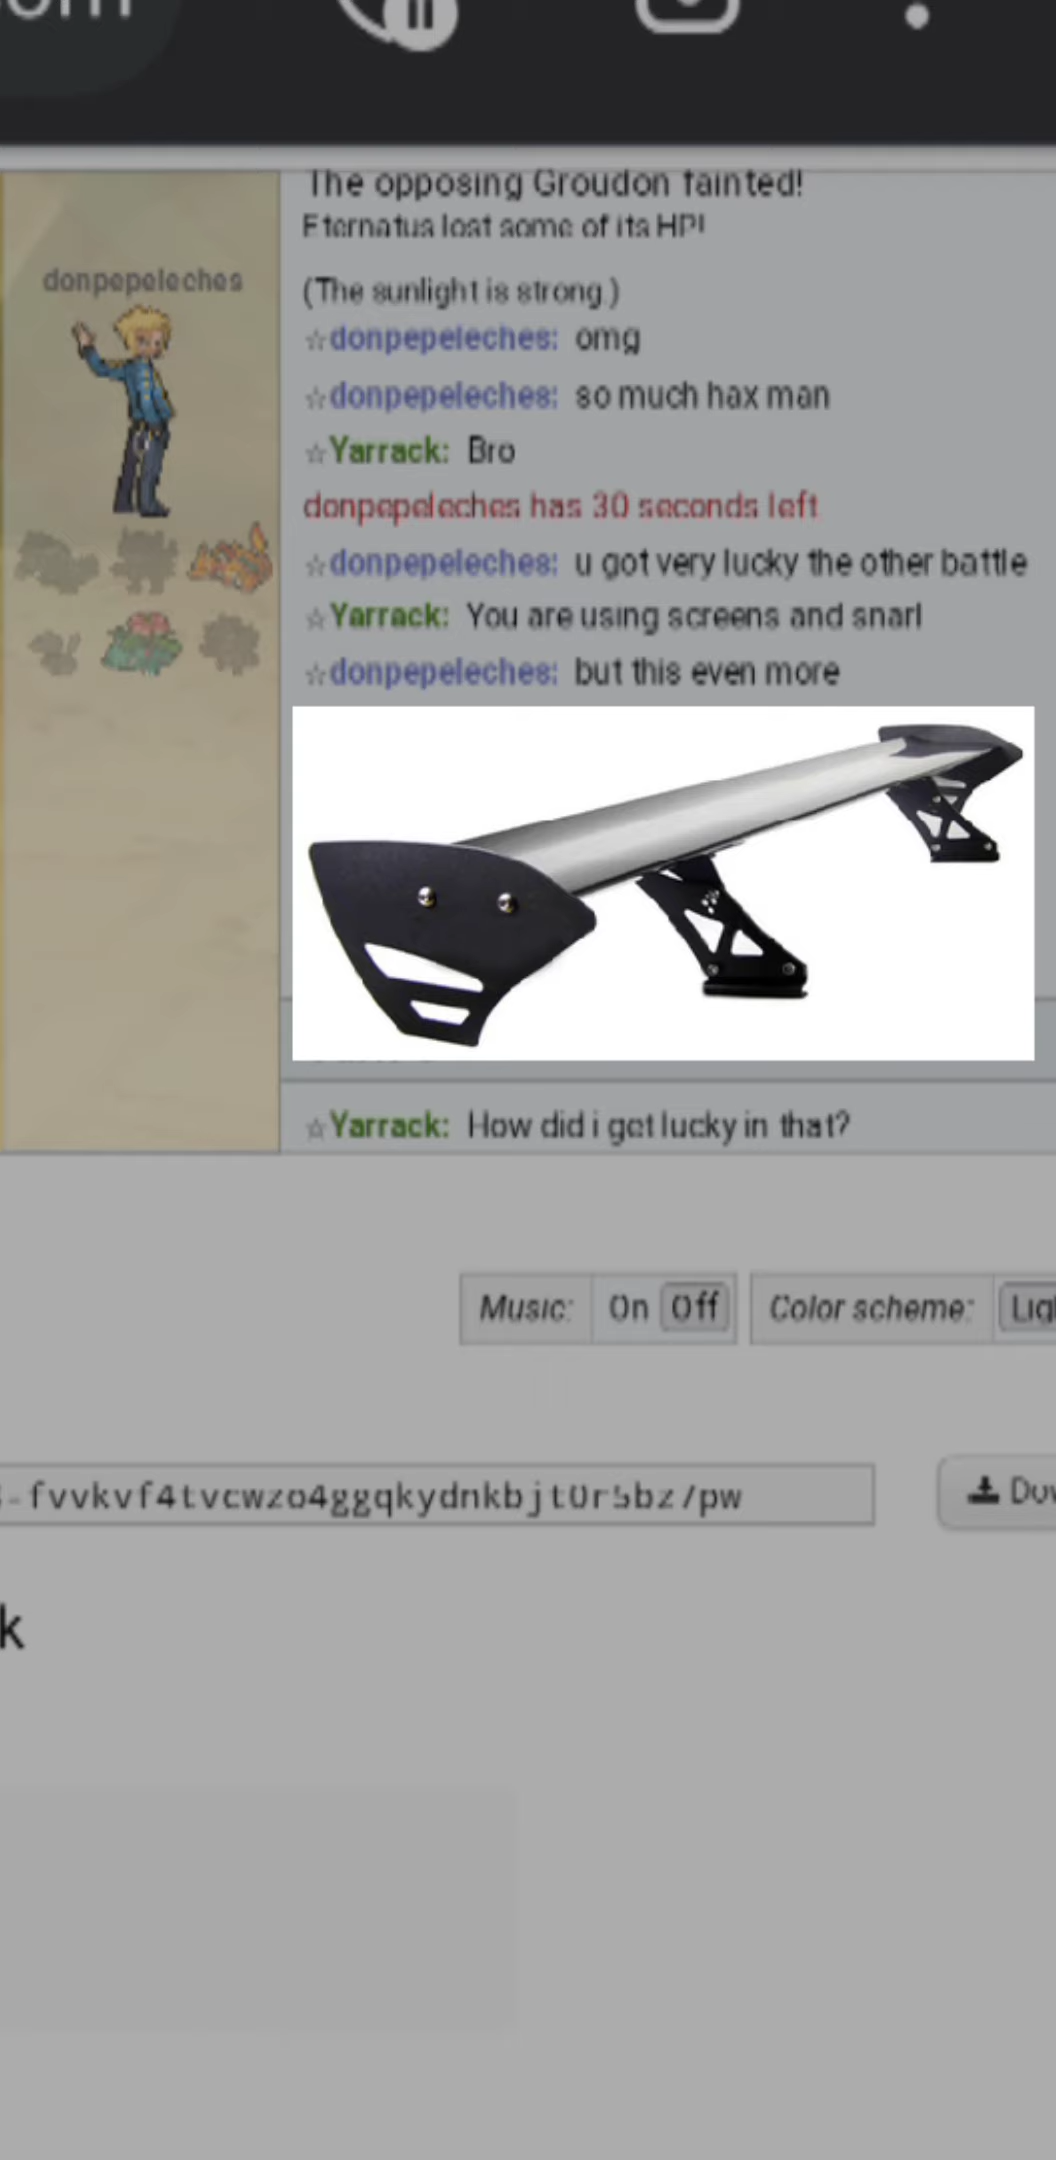 The opposing Groudon fainted!
Eternatus lost some of its HP!
donpepeleches
(The sunlight is strong.)
☆donpepeleches: omg
☆donpepeleches: so much hax man
☆Yarrack: Bro
donpepeleches has 30 seconds left
☆donpepeleches: u got very lucky the other battle
☆Yarrack: You are using screens and snarl
☆donpepeleches: but this even more
☆Yarrack: How did i get lucky in that?
Music: On Off Color scheme:
-fvvkvf4tvcwzo4ggqkydnkbjt0r5bz/pw
k